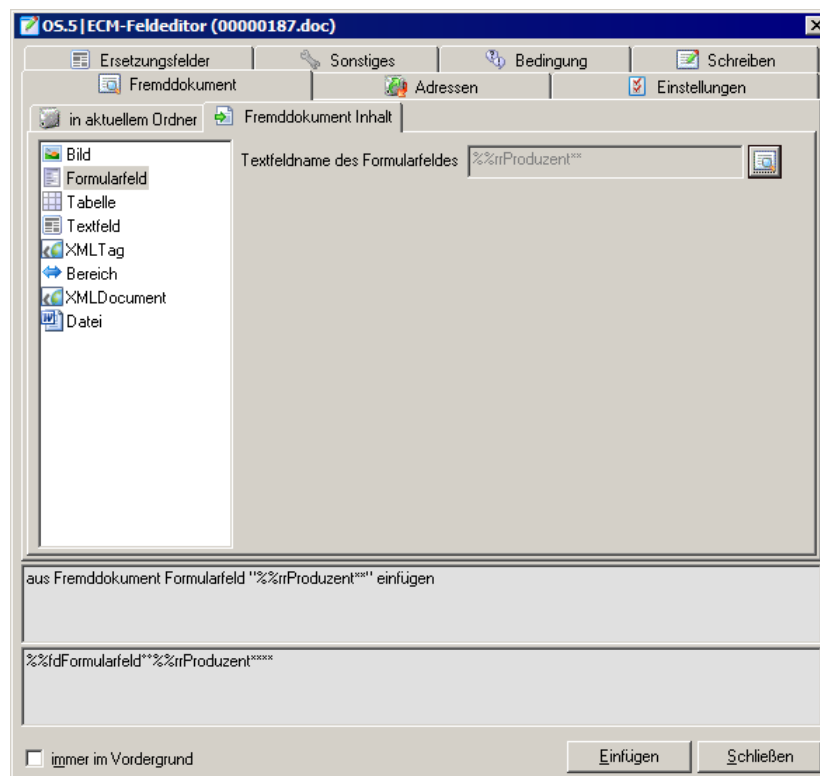 OS.5|ECM-Feldeditor (00000187.doc)
Ersetzungsfelder Sonstiges Bedingung Schreiben
Fremddokument Adressen Einstellungen
in aktuellem Ordner Fremddokument Inhalt
Bild
Textfeldname des Formularfeldes %%rrProduzent**
Formularfeld
Tabelle
Textfeld
XMLTag
Bereich
XMLDocument
Datei
aus Fremddokument Formularfeld "%%rrProduzent**" einfügen
%%fdFormularfeld**%%rrProduzent****
immer im Vordergrund Einfügen Schließen